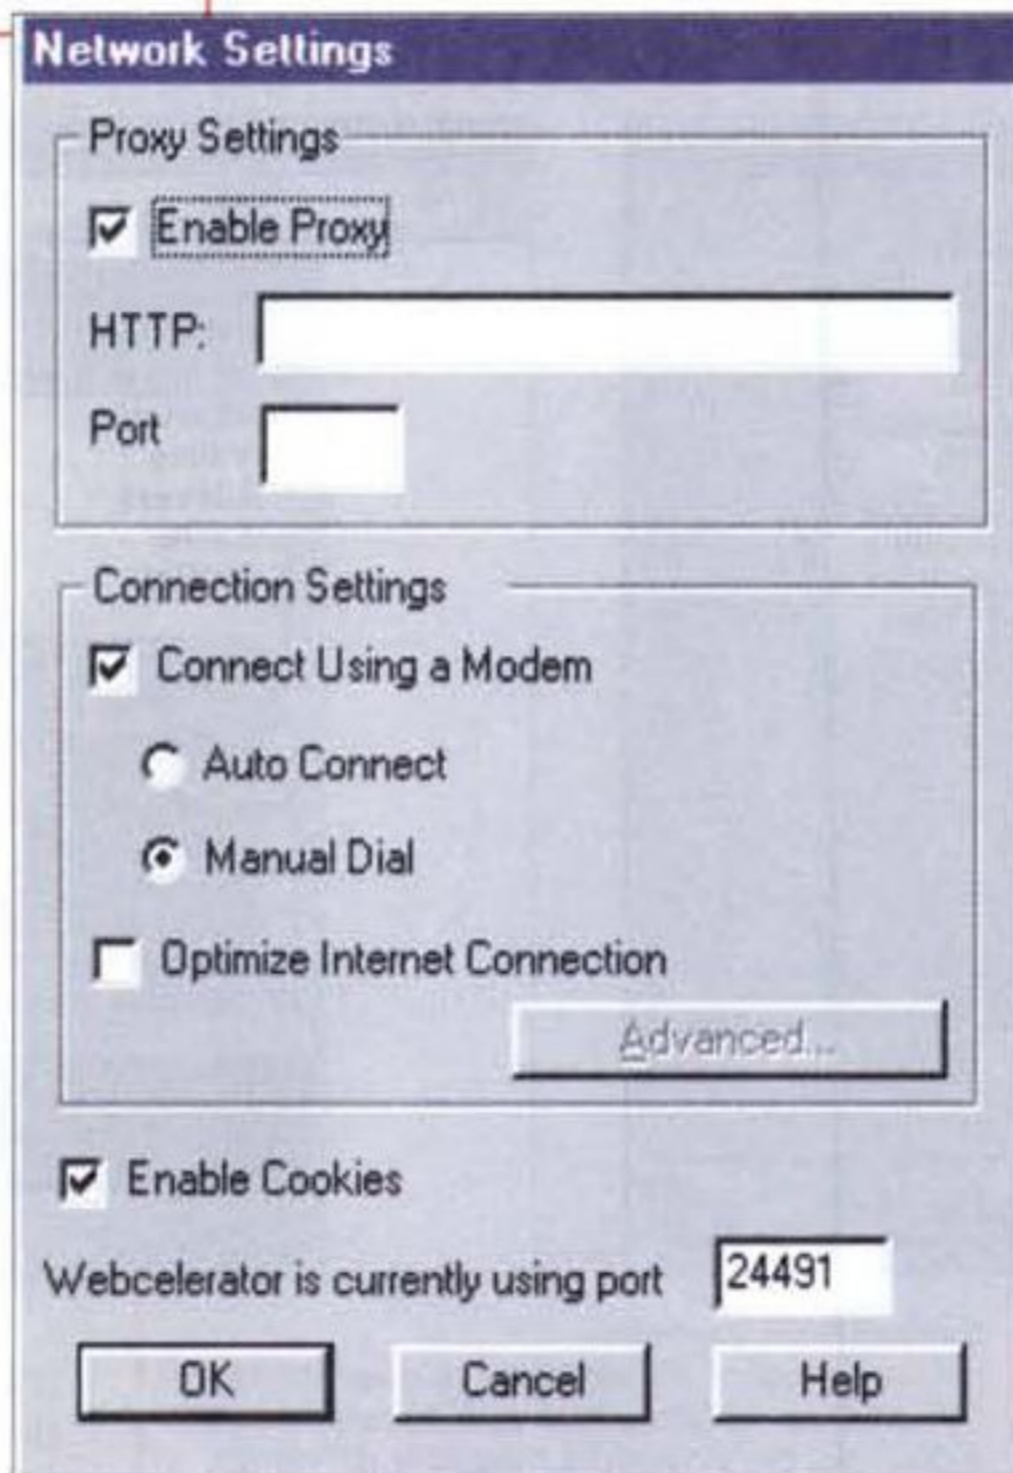 Network Settings
Proxy Settings
Enable Proxy
HTTP:
Port
Connection Settings
Connect Using a Modem
Auto Connect
Manual Dial
Optimize Internet Connection
Advanced...
Enable Cookies
Webcelerator is currently using port 24491
OK Cancel Help